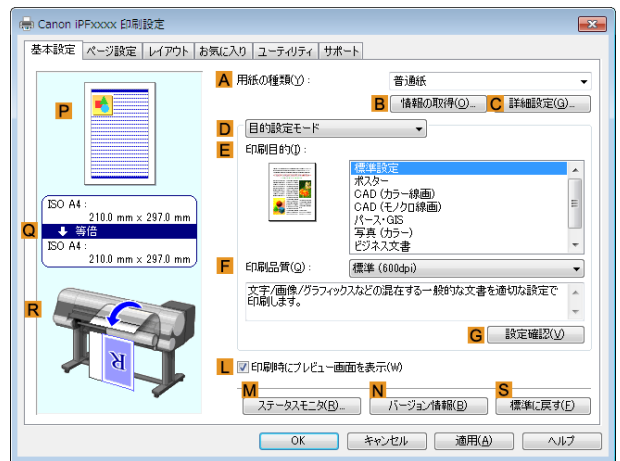 Canon iPFxxxx 印刷設定
基本設定 ページ設定 レイアウト お気に入り ユーティリティ サポート
A 用紙の種類(Y): 普通紙
B 情報の取得(O)... C 詳細設定(G)...
D 目的設定モード
E 印刷目的(I):
標準設定
ポスター
CAD (カラー線画)
CAD (モノクロ線画)
パース・GIS
写真 (カラー)
ビジネス文書
F 印刷品質(Q): 標準 (600dpi)
文字/画像/グラフィックスなどの混在する一般的な文書を適切な設定で
印刷します。
G 設定確認(V)
P
Q
ISO A4 :
210.0 mm x 297.0 mm
等倍
ISO A4 :
210.0 mm x 297.0 mm
R
R
L 印刷時にプレビュー画面を表示(W)
M ステータスモニタ(R)... N バージョン情報(B) S 標準に戻す(F)
OK キャンセル 適用(A) ヘルプ